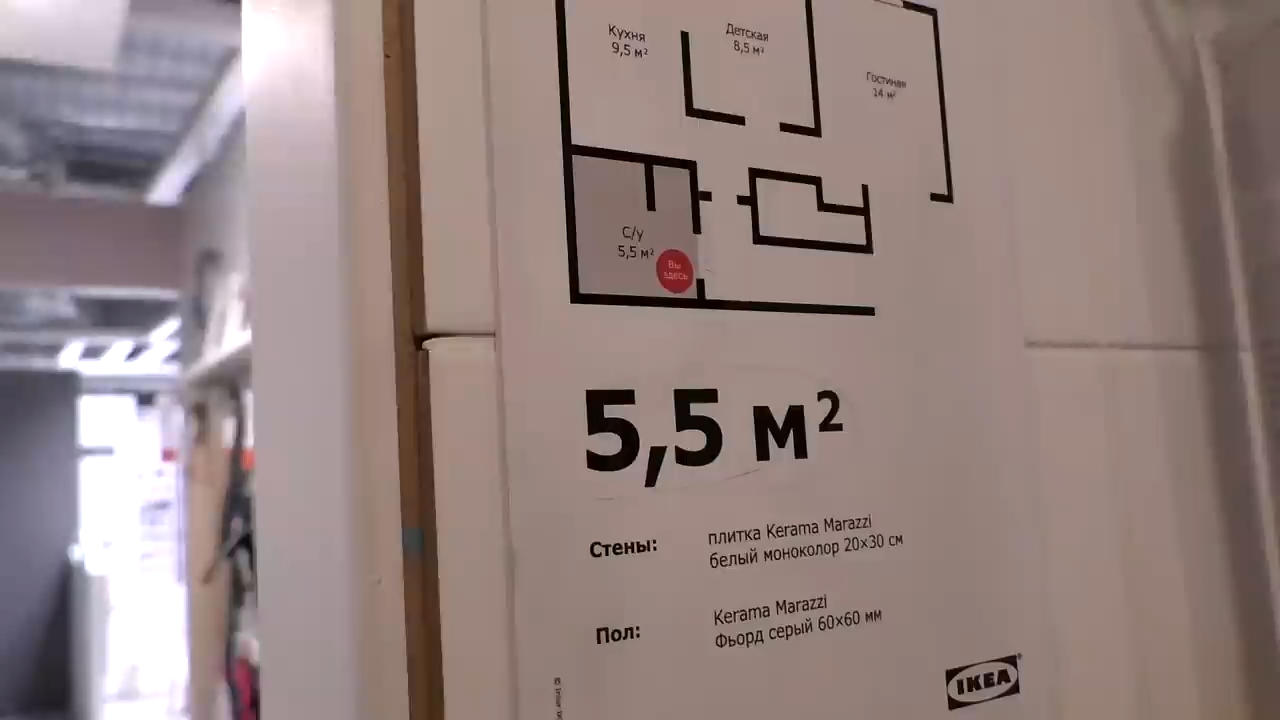 Кухня
9,5 м²
Детская
8,5 м²
Гостиная
14 м²
С/у
5,5 м²
Вы
здесь
5,5 м²
Стены:
плитка Kerama Marazzi
белый моноколор 20×30 см
Пол:
Kerama Marazzi
Фьорд серый 60×60 мм
IKEA